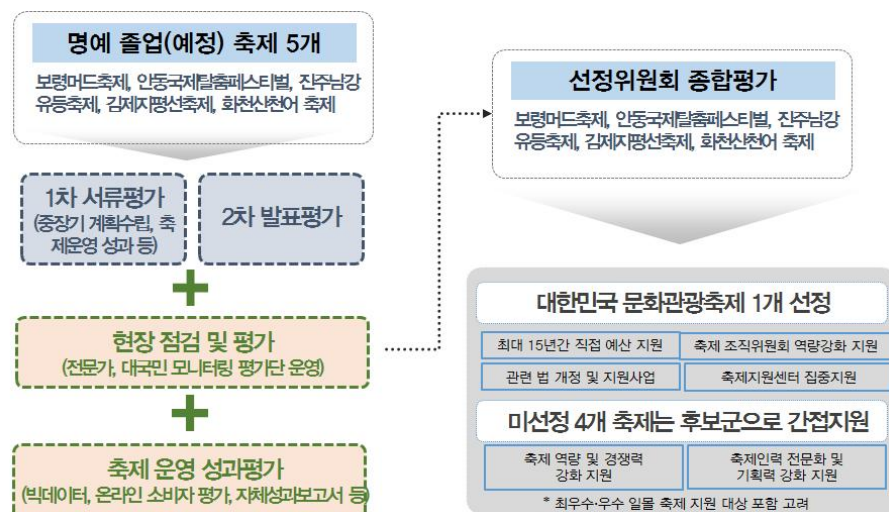 명예 졸업(예정) 축제 5개
보령머드축제, 안동국제탈춤페스티벌, 진주남강
유등축제, 김제지평선축제, 화천산천어 축제
1차 서류평가
(중장기 계획수립, 축
제운영 성과 등)
2차 발표평가
현장 점검 및 평가
(전문가, 대국민 모니터링 평가단 운영)
축제 운영 성과평가
(빅데이터, 온라인 소비자 평가, 자체성과보고서 등)
선정위원회 종합평가
보령머드축제, 안동국제탈춤페스티벌, 진주남강
유등축제, 김제지평선축제, 화천산천어 축제
대한민국 문화관광축제 1개 선정
최대 15년간 직접 예산 지원
축제 조직위원회 역량강화 지원
관련 법 개정 및 지원사업
축제지원센터 집중지원
미선정 4개 축제는 후보군으로 간접지원
축제 역량 및 경쟁력
강화 지원
축제인력 전문화 및
기획력 강화 지원
* 최우수·우수 일몰 축제 지원 대상 포함 고려